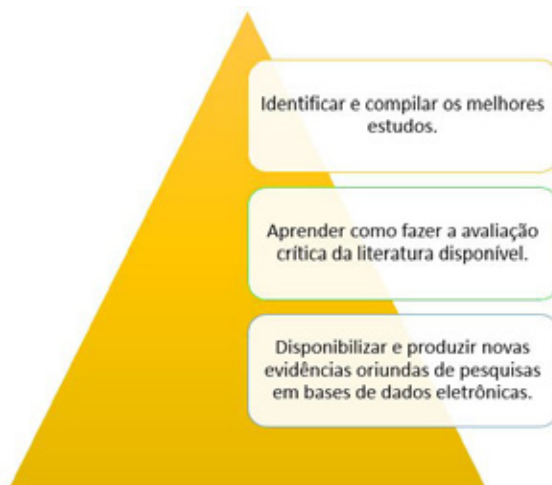 Identificar e compilar os melhores
estudos.
Aprender como fazer a avaliação
crítica da literatura disponível.
Disponibilizar e produzir novas
evidências oriundas de pesquisas
em bases de dados eletrônicas.